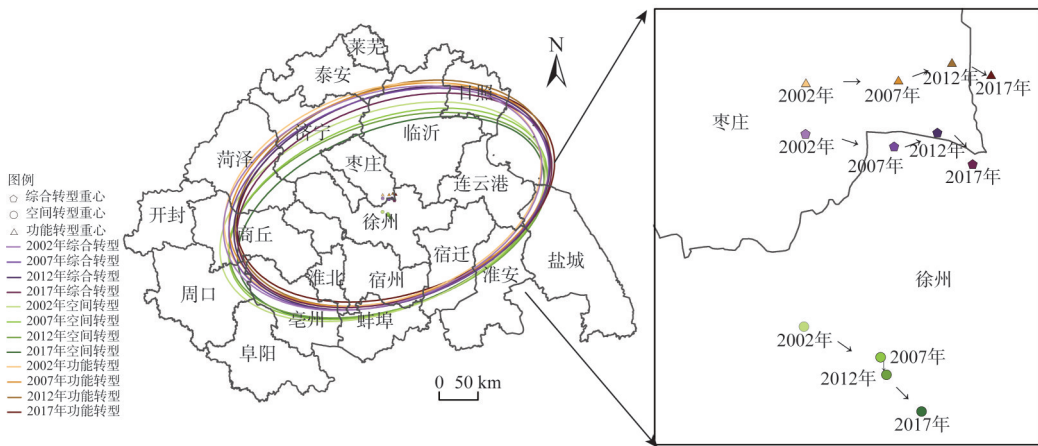 莱芜
泰安
N
日照
济宁
临沂
菏泽
枣庄
连云港
开封
商丘
徐州
宿迁
淮安
盐城
淮北
宿州
周口
亳州
蚌埠
阜阳
0 50 km
图例
综合转型重心
空间转型重心
功能转型重心
2002年综合转型
2007年综合转型
2012年综合转型
2017年综合转型
2002年空间转型
2007年空间转型
2012年空间转型
2017年空间转型
2002年功能转型
2007年功能转型
2012年功能转型
2017年功能转型
2002年
2007年
2012年
2017年
枣庄
2002年
2007年
2012年
2017年
徐州
2002年
2007年
2012年
2017年